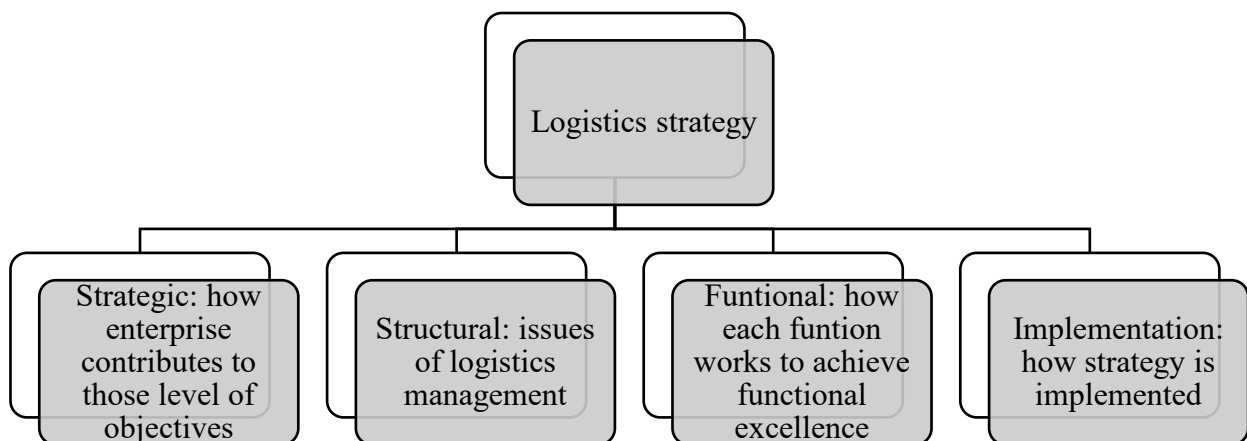 Logistics strategy
Strategic: how
enterprise
contributes to
those level of
objectives
Structural: issues
of logistics
management
Funtional: how
each funtion
works to achieve
functional
excellence
Implementation:
how strategy is
implemented